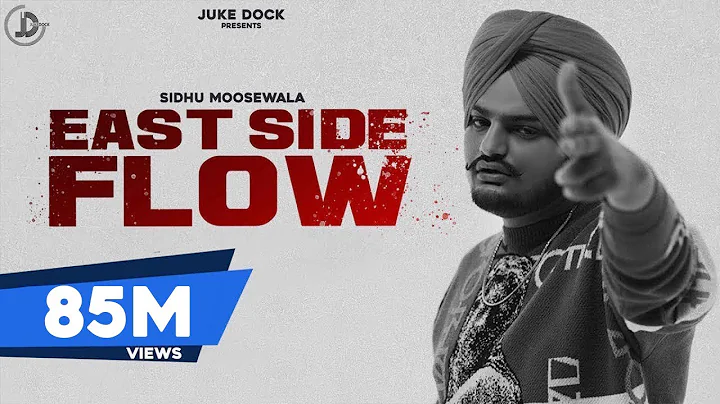 JUKE DOCK
PRESENTS
SIDHU MOOSEWALA
EAST SIDE
FLOW
85M
VIEWS